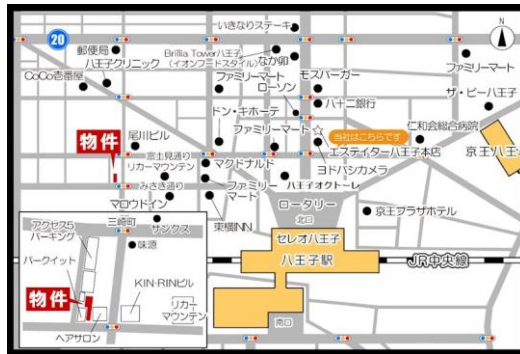 いきなりステーキ
N
20
郵便局
Brillia Tower八王子
(イオンフードスタイル)
なか卯
八王子クリニック
CoCo壱番屋
ファミリーマート
モスバーガー
ファミリーマート
ローソン
ザ・ビー八王子
ドン・キホーテ
八十二銀行
尾川ビル
ファミリーマート
当社はこちらです
仁和会総合病院
物件
エステイター八王子本店
京王八王子
富士見通り
リカーマウンテン
マクドナルド
ヨドバシカメラ
みさき通り
ファミリー
マート
八王子オクトーレ
マロウドイン
東横INN
ロータリー
北口
京王プラザホテル
アクセス5
パーキング
三崎町
サンクス
味源
セレオ八王子
八王子駅
JR中央線
パークイット
物件
KIN-RINビル
リカー
マウンテン
ヘアサロン
南口